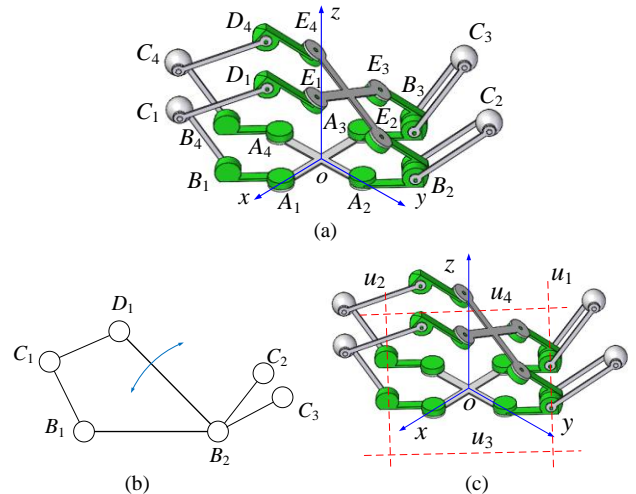 z
D₄ E₄
C₄ C₃
D₁ E₁ E₃ B₃
C₁ A₃ E₂ C₂
B₄ A₄
B₁ o B₂
x A₁ A₂ y
(a)
D₁
C₁ C₂
C₃
B₁ B₂
(b)
z
u₂ u₄ u₁
o
x y
u₃
(c)